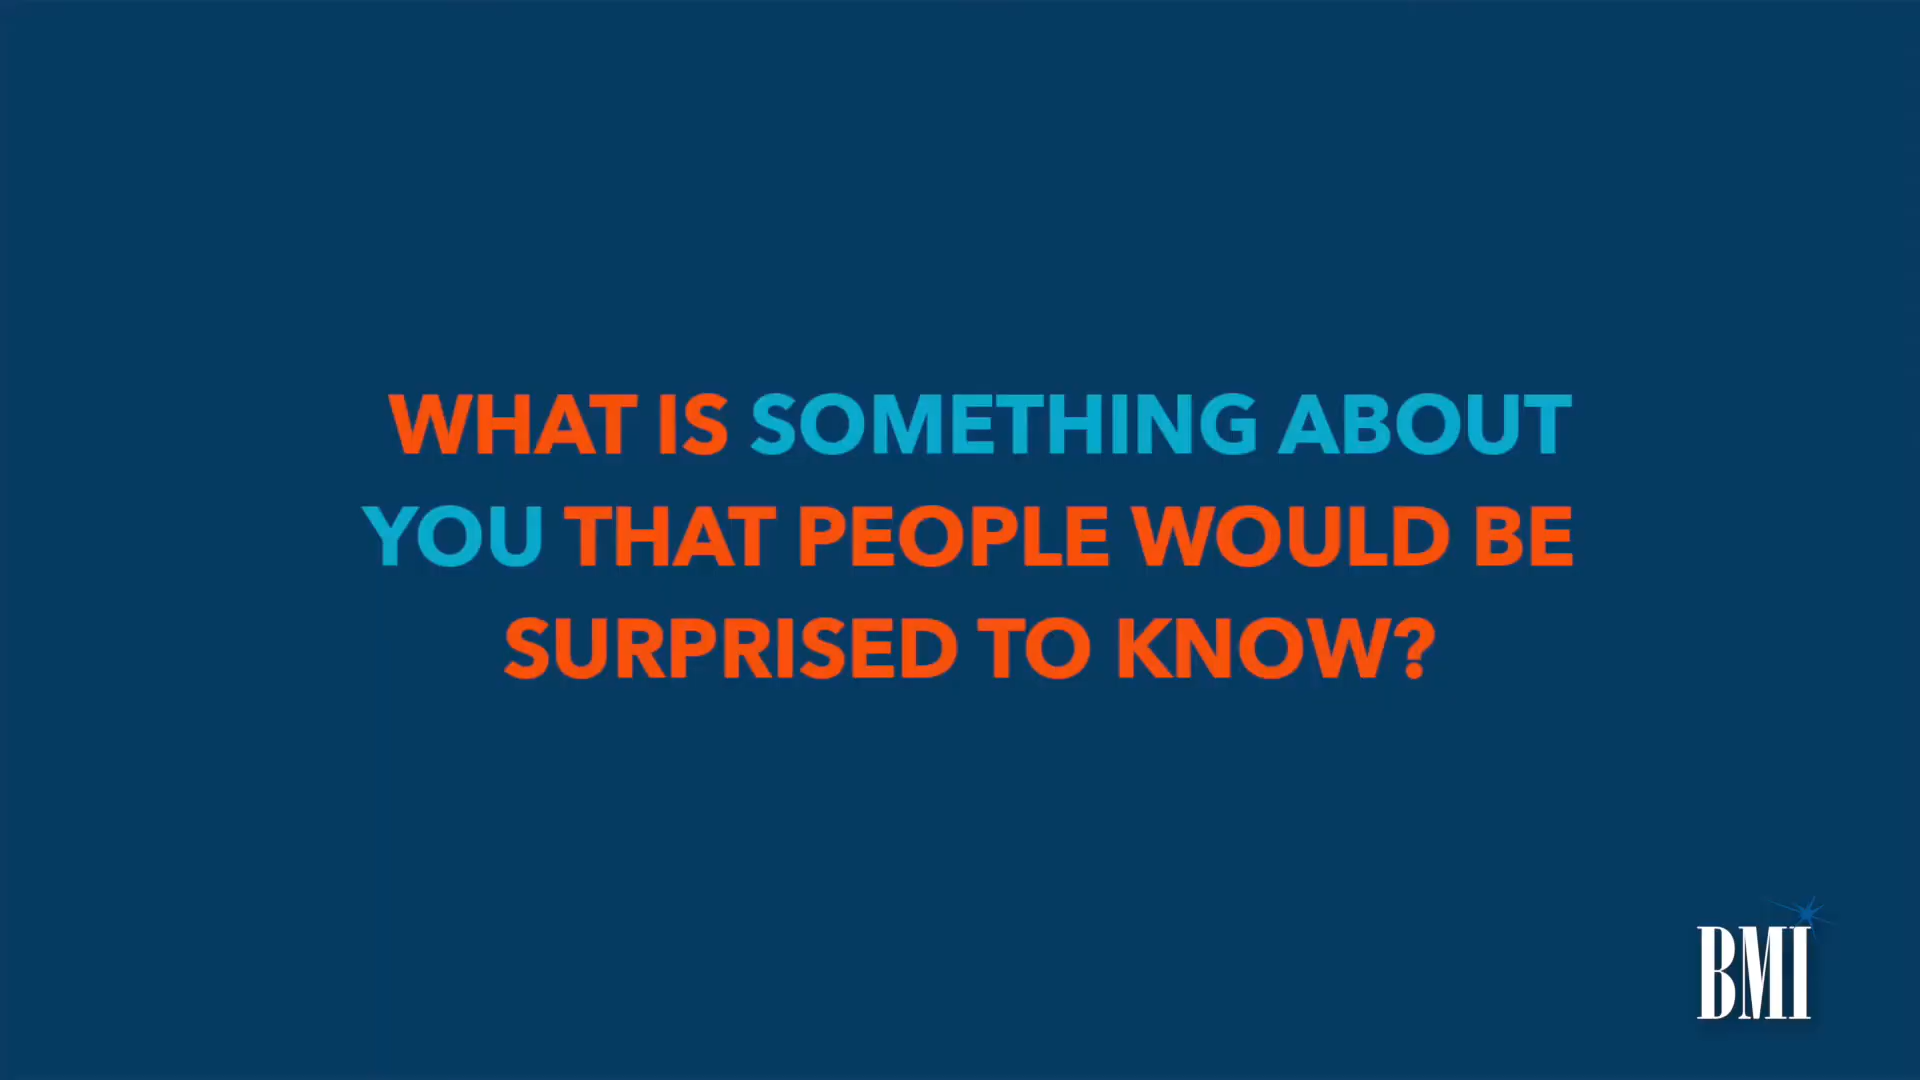 WHAT IS SOMETHING ABOUT
YOU THAT PEOPLE WOULD BE
SURPRISED TO KNOW?
BMI